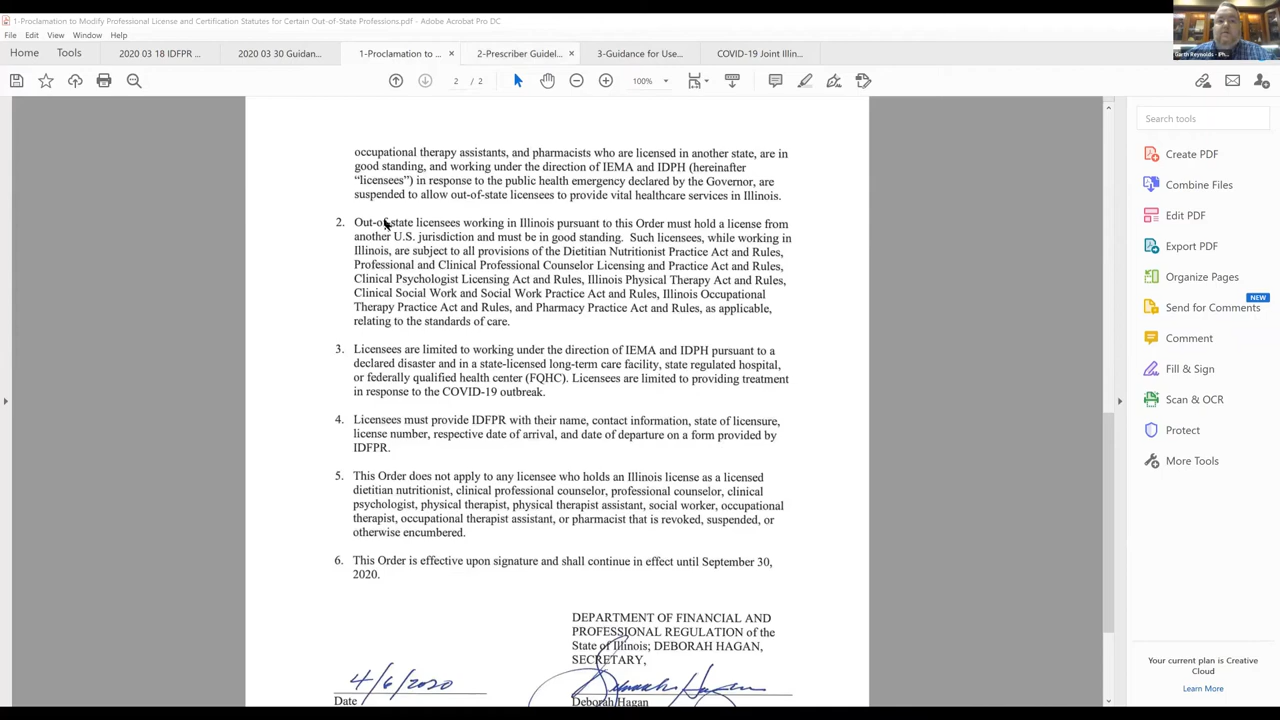 1-Proclamation to Modify Professional License and Certification Statutes for Certain Out-of-State Professions.pdf - Adobe Acrobat Pro DC
File Edit View Window Help
Home Tools 2020 03 18 IDFPR ... 2020 03 30 Guidan... 1-Proclamation to ... × 2-Prescriber Guidel... × 3-Guidance for Use... COVID-19 Joint Illin...
2 / 2 100%
Garth Reynolds - iPh...
occupational therapy assistants, and pharmacists who are licensed in another state, are in
good standing, and working under the direction of IEMA and IDPH (hereinafter
“licensees”) in response to the public health emergency declared by the Governor, are
suspended to allow out-of-state licensees to provide vital healthcare services in Illinois.
2. Out-of-state licensees working in Illinois pursuant to this Order must hold a license from
another U.S. jurisdiction and must be in good standing. Such licensees, while working in
Illinois, are subject to all provisions of the Dietitian Nutritionist Practice Act and Rules,
Professional and Clinical Professional Counselor Licensing and Practice Act and Rules,
Clinical Psychologist Licensing Act and Rules, Illinois Physical Therapy Act and Rules,
Clinical Social Work and Social Work Practice Act and Rules, Illinois Occupational
Therapy Practice Act and Rules, and Pharmacy Practice Act and Rules, as applicable,
relating to the standards of care.
3. Licensees are limited to working under the direction of IEMA and IDPH pursuant to a
declared disaster and in a state-licensed long-term care facility, state regulated hospital,
or federally qualified health center (FQHC). Licensees are limited to providing treatment
in response to the COVID-19 outbreak.
4. Licensees must provide IDFPR with their name, contact information, state of licensure,
license number, respective date of arrival, and date of departure on a form provided by
IDFPR.
5. This Order does not apply to any licensee who holds an Illinois license as a licensed
dietitian nutritionist, clinical professional counselor, professional counselor, clinical
psychologist, physical therapist, physical therapist assistant, social worker, occupational
therapist, occupational therapist assistant, or pharmacist that is revoked, suspended, or
otherwise encumbered.
6. This Order is effective upon signature and shall continue in effect until September 30,
2020.
DEPARTMENT OF FINANCIAL AND
PROFESSIONAL REGULATION of the
State of Illinois; DEBORAH HAGAN,
SECRETARY,
4/6/2020 Deborah Hagan
Date Deborah Hagan
Search tools
Create PDF
Combine Files
Edit PDF
Export PDF
Organize Pages
NEW
Send for Comments
Comment
Fill & Sign
Scan & OCR
Protect
More Tools
Your current plan is Creative
Cloud
Learn More